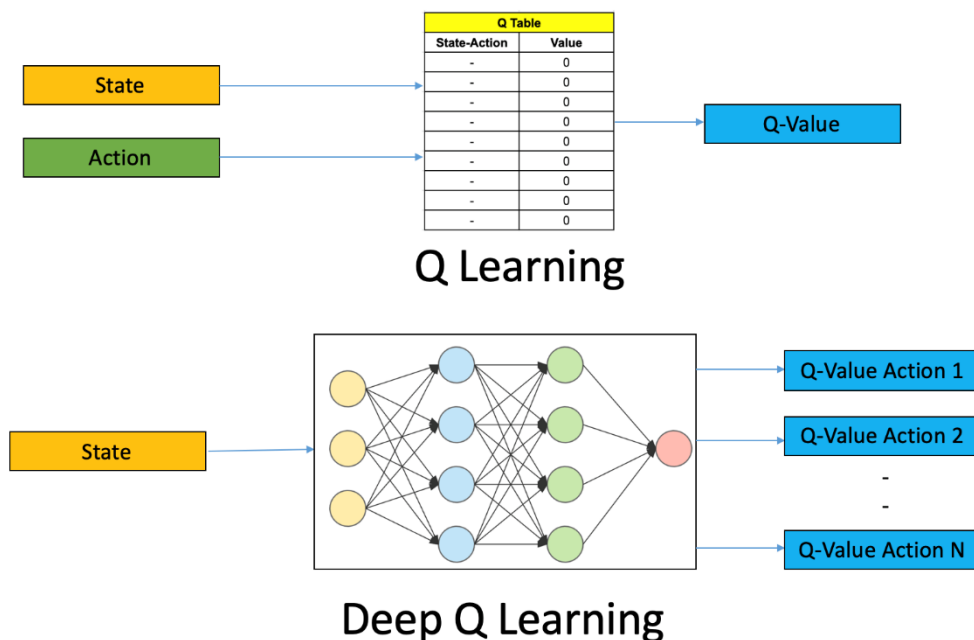 Q Table
State-Action Value
- 0
- 0
- 0
- 0
- 0
- 0
- 0
- 0
- 0
State
Action
Q-Value
Q Learning
State
Q-Value Action 1
Q-Value Action 2
-
-
Q-Value Action N
Deep Q Learning